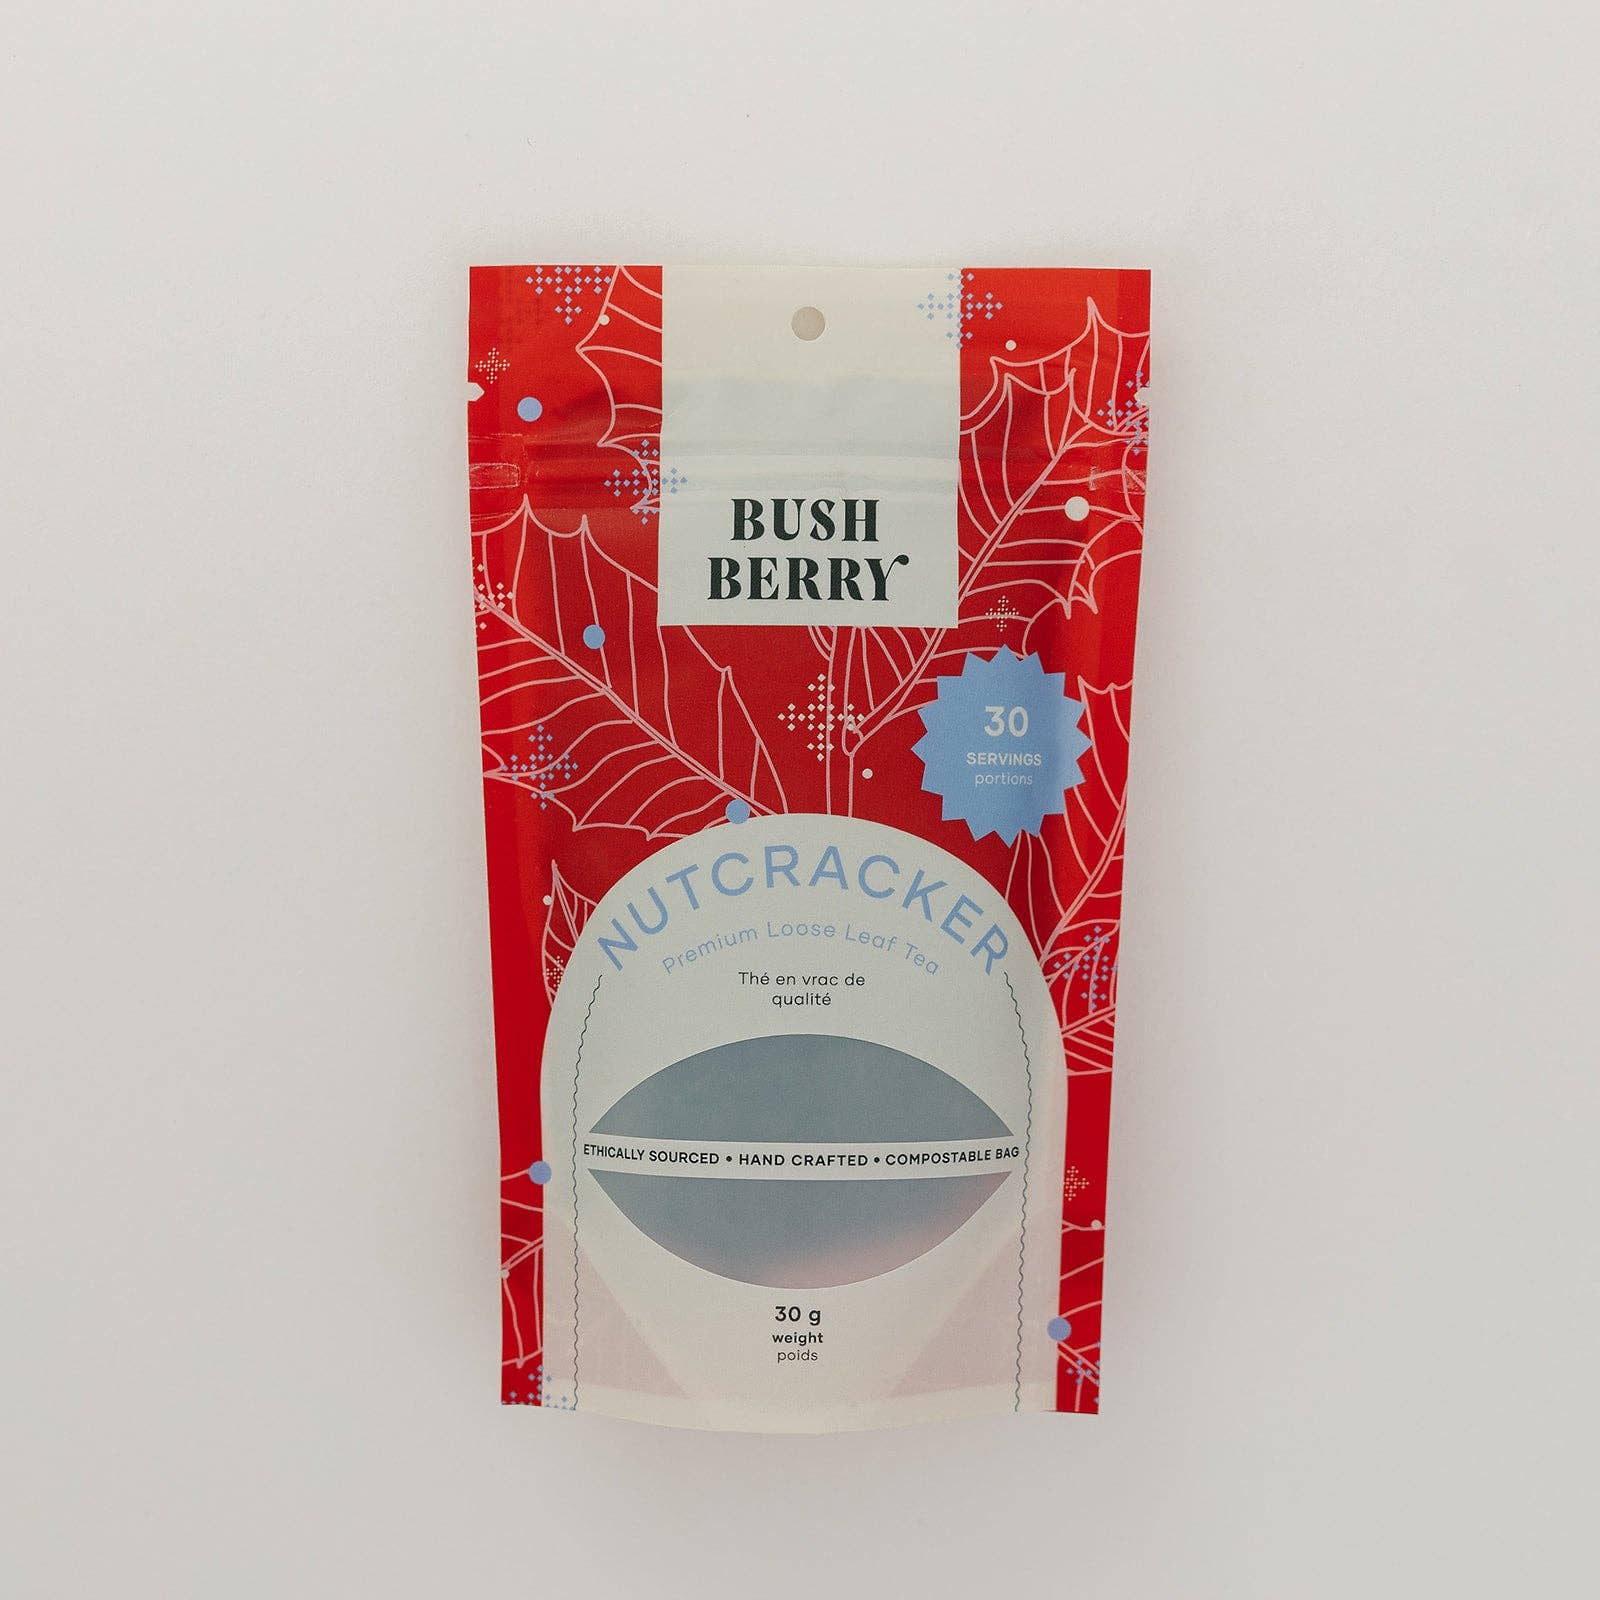 BUSH
BERRY
30
SERVINGS
portions
NUTCRACKER
Premium Loose Leaf Tea
Thé en vrac de
qualité
ETHICALLY SOURCED • HAND CRAFTED • COMPOSTABLE BAG
30 g
weight
poids